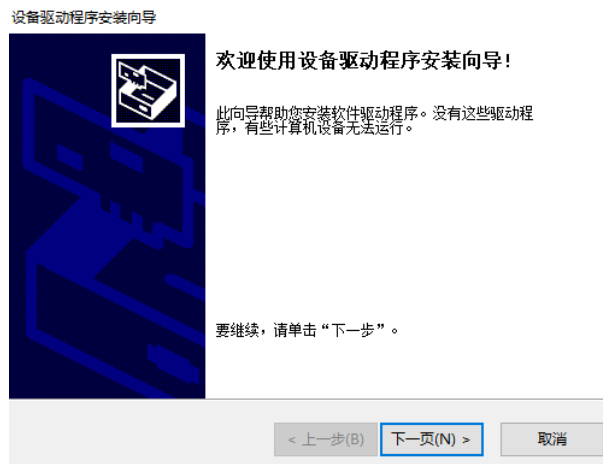 设备驱动程序安装向导
欢迎使用设备驱动程序安装向导!
此向导帮助您安装软件驱动程序。没有这些驱动程
序，有些计算机设备无法运行。
要继续，请单击“下一步”。
< 上一步(B)
下一页(N) >
取消